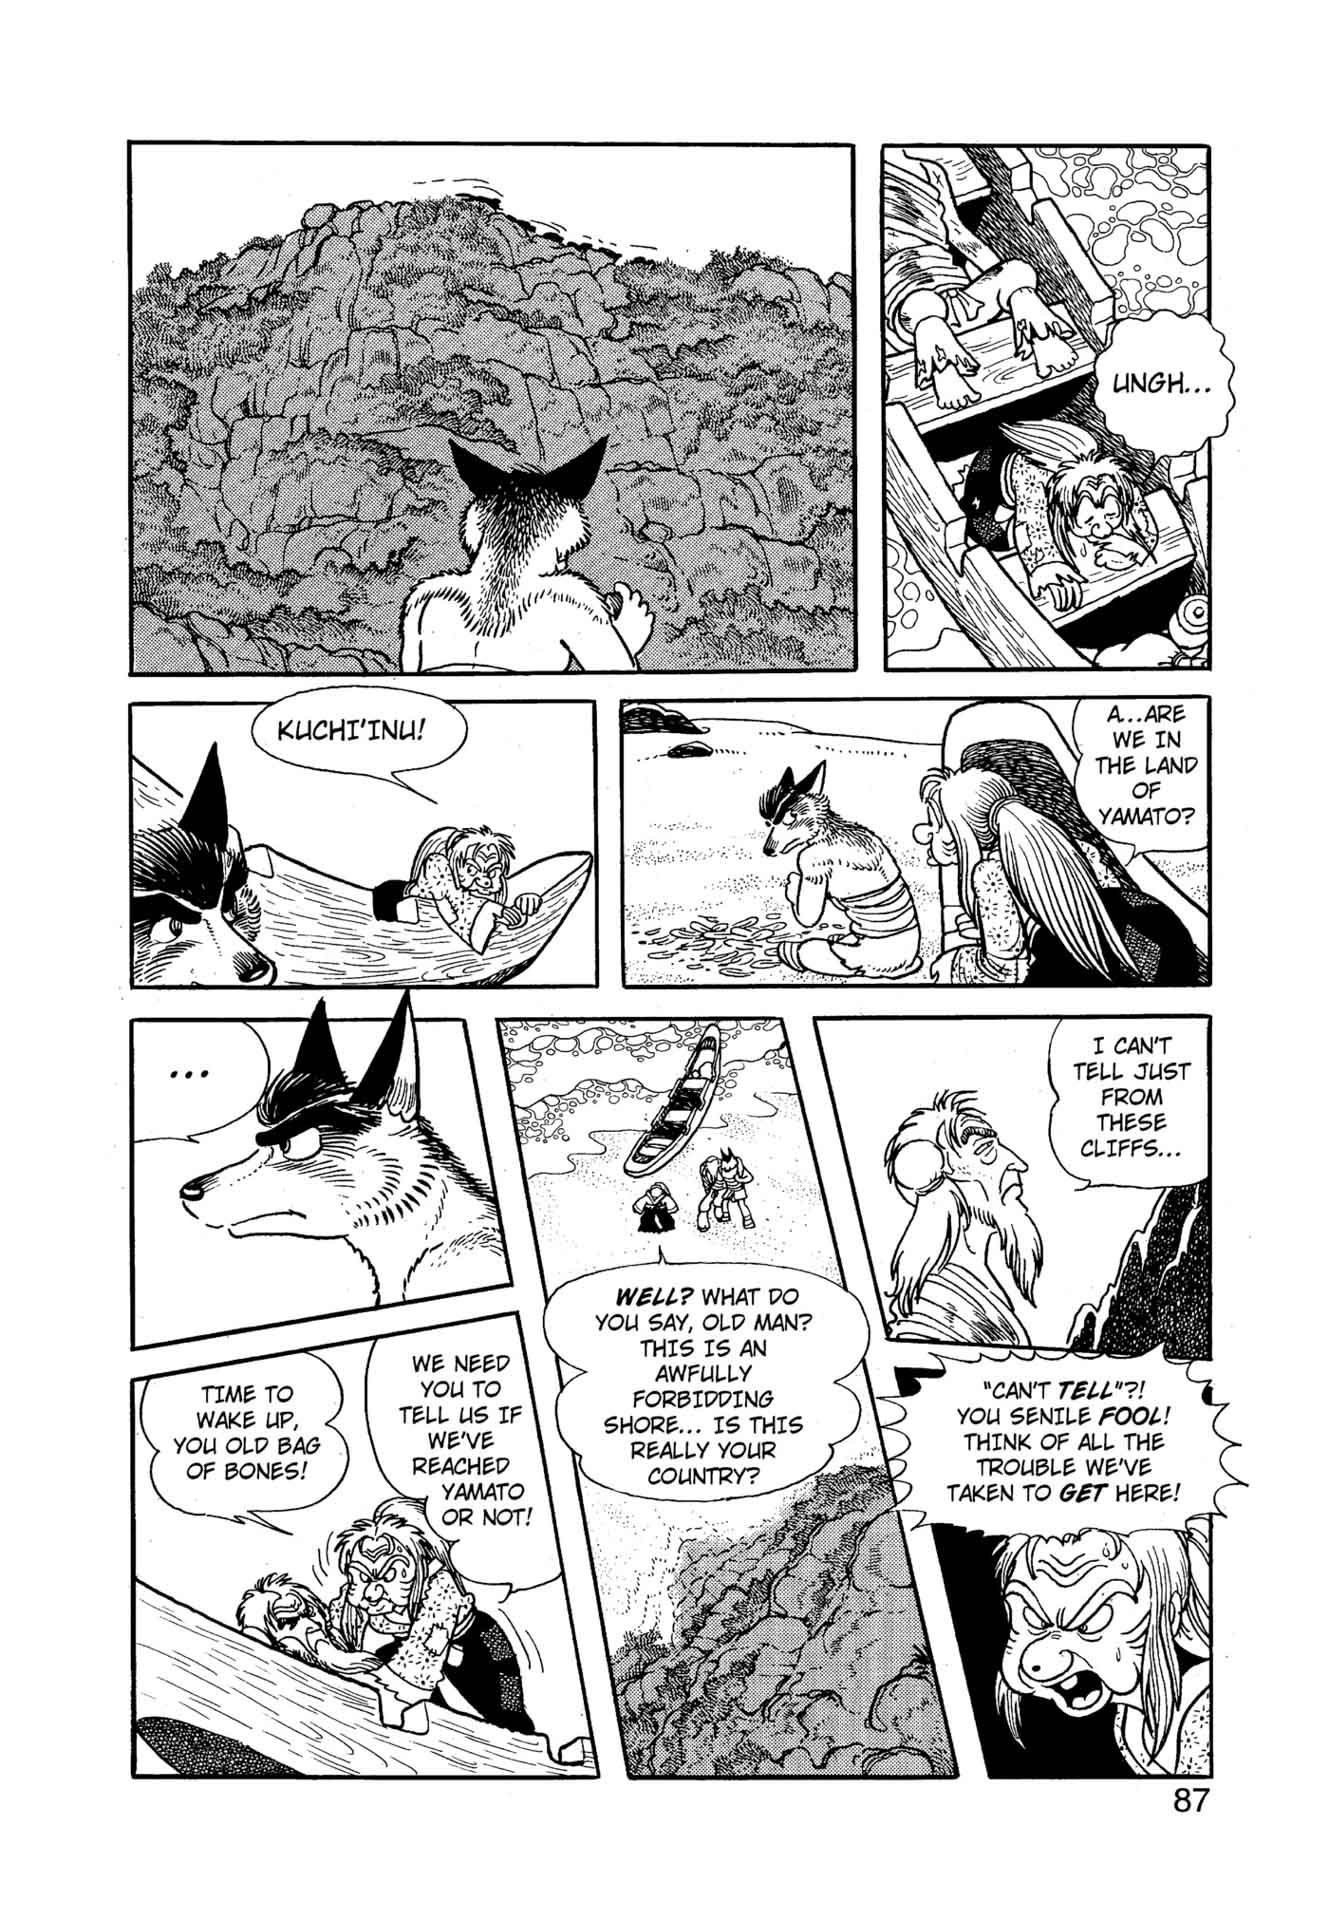 UNGH...
KUCHI'INU!
A...ARE
WE IN
THE LAND
OF
YAMATO?
...
TIME TO
WAKE UP,
YOU OLD BAG
OF BONES!
WE NEED
YOU TO
TELL US IF
WE'VE
REACHED
YAMATO
OR NOT!
WELL? WHAT DO
YOU SAY, OLD MAN?
THIS IS AN
AWFULLY
FORBIDDING
SHORE... IS THIS
REALLY YOUR
COUNTRY?
I CAN'T
TELL JUST
FROM
THESE
CLIFFS...
"CAN'T TELL"?!
YOU SENILE FOOL!
THINK OF ALL THE
TROUBLE WE'VE
TAKEN TO GET HERE!
87